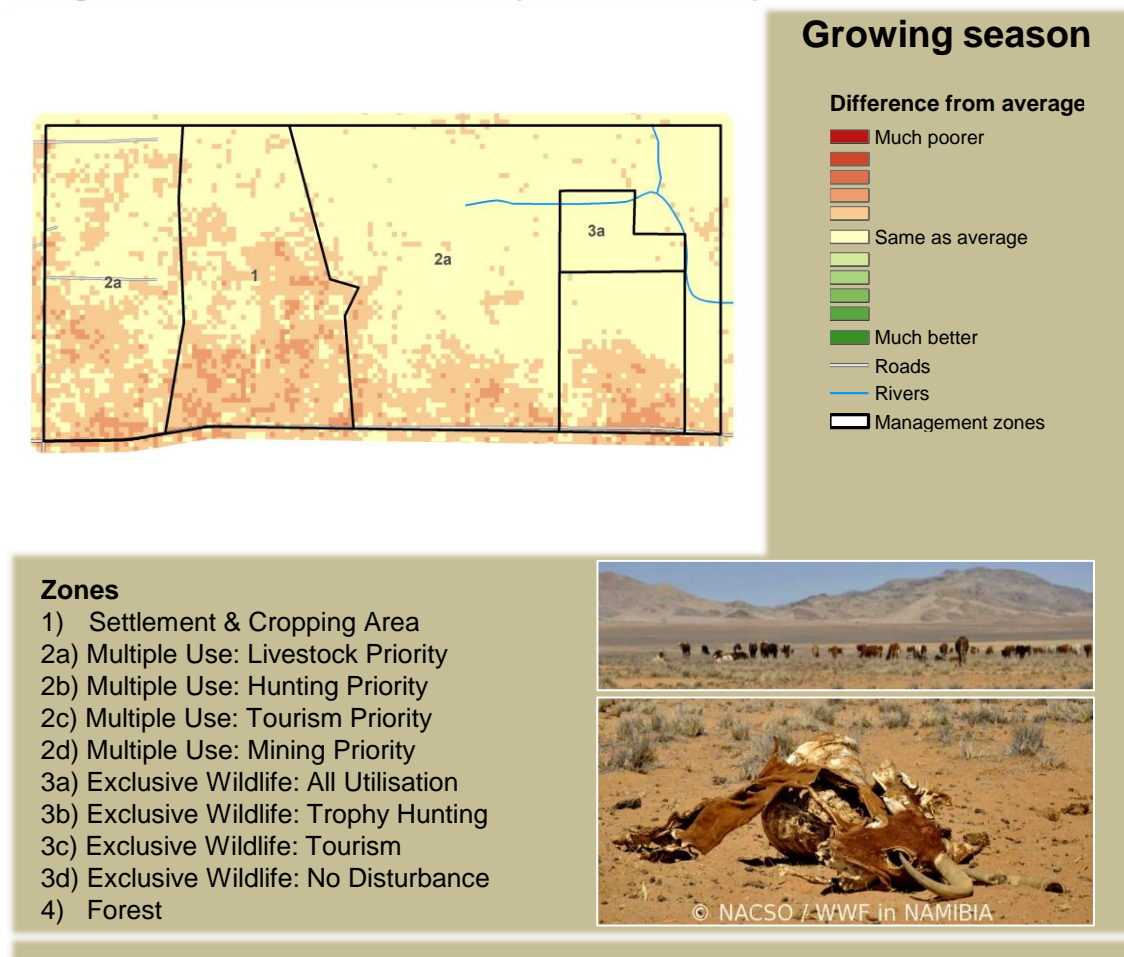 Growing season
Difference from average
Much poorer
Same as average
Much better
Roads
Rivers
Management zones
2a
1
2a
3a
Zones
1) Settlement & Cropping Area
2a) Multiple Use: Livestock Priority
2b) Multiple Use: Hunting Priority
2c) Multiple Use: Tourism Priority
2d) Multiple Use: Mining Priority
3a) Exclusive Wildlife: All Utilisation
3b) Exclusive Wildlife: Trophy Hunting
3c) Exclusive Wildlife: Tourism
3d) Exclusive Wildlife: No Disturbance
4) Forest
© NACSO / WWF in NAMIBIA